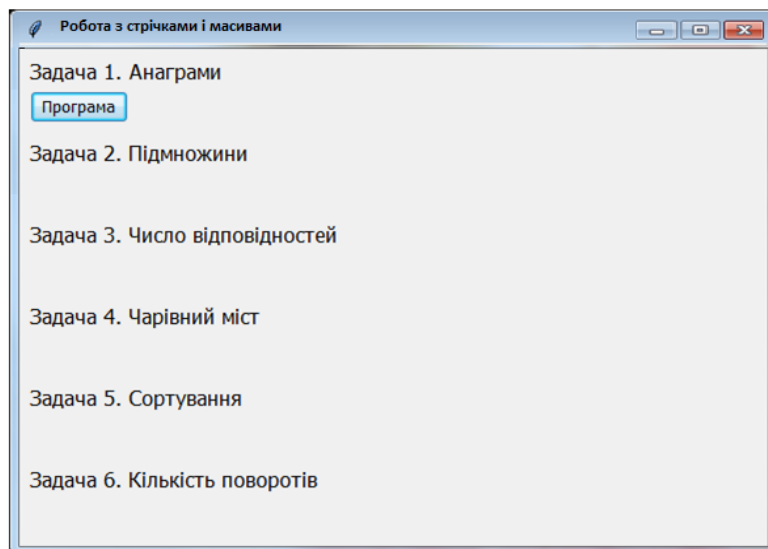 Робота з стрічками і масивами
Задача 1. Анаграми
Програма
Задача 2. Підмножини
Задача 3. Число відповідностей
Задача 4. Чарівний міст
Задача 5. Сортування
Задача 6. Кількість поворотів